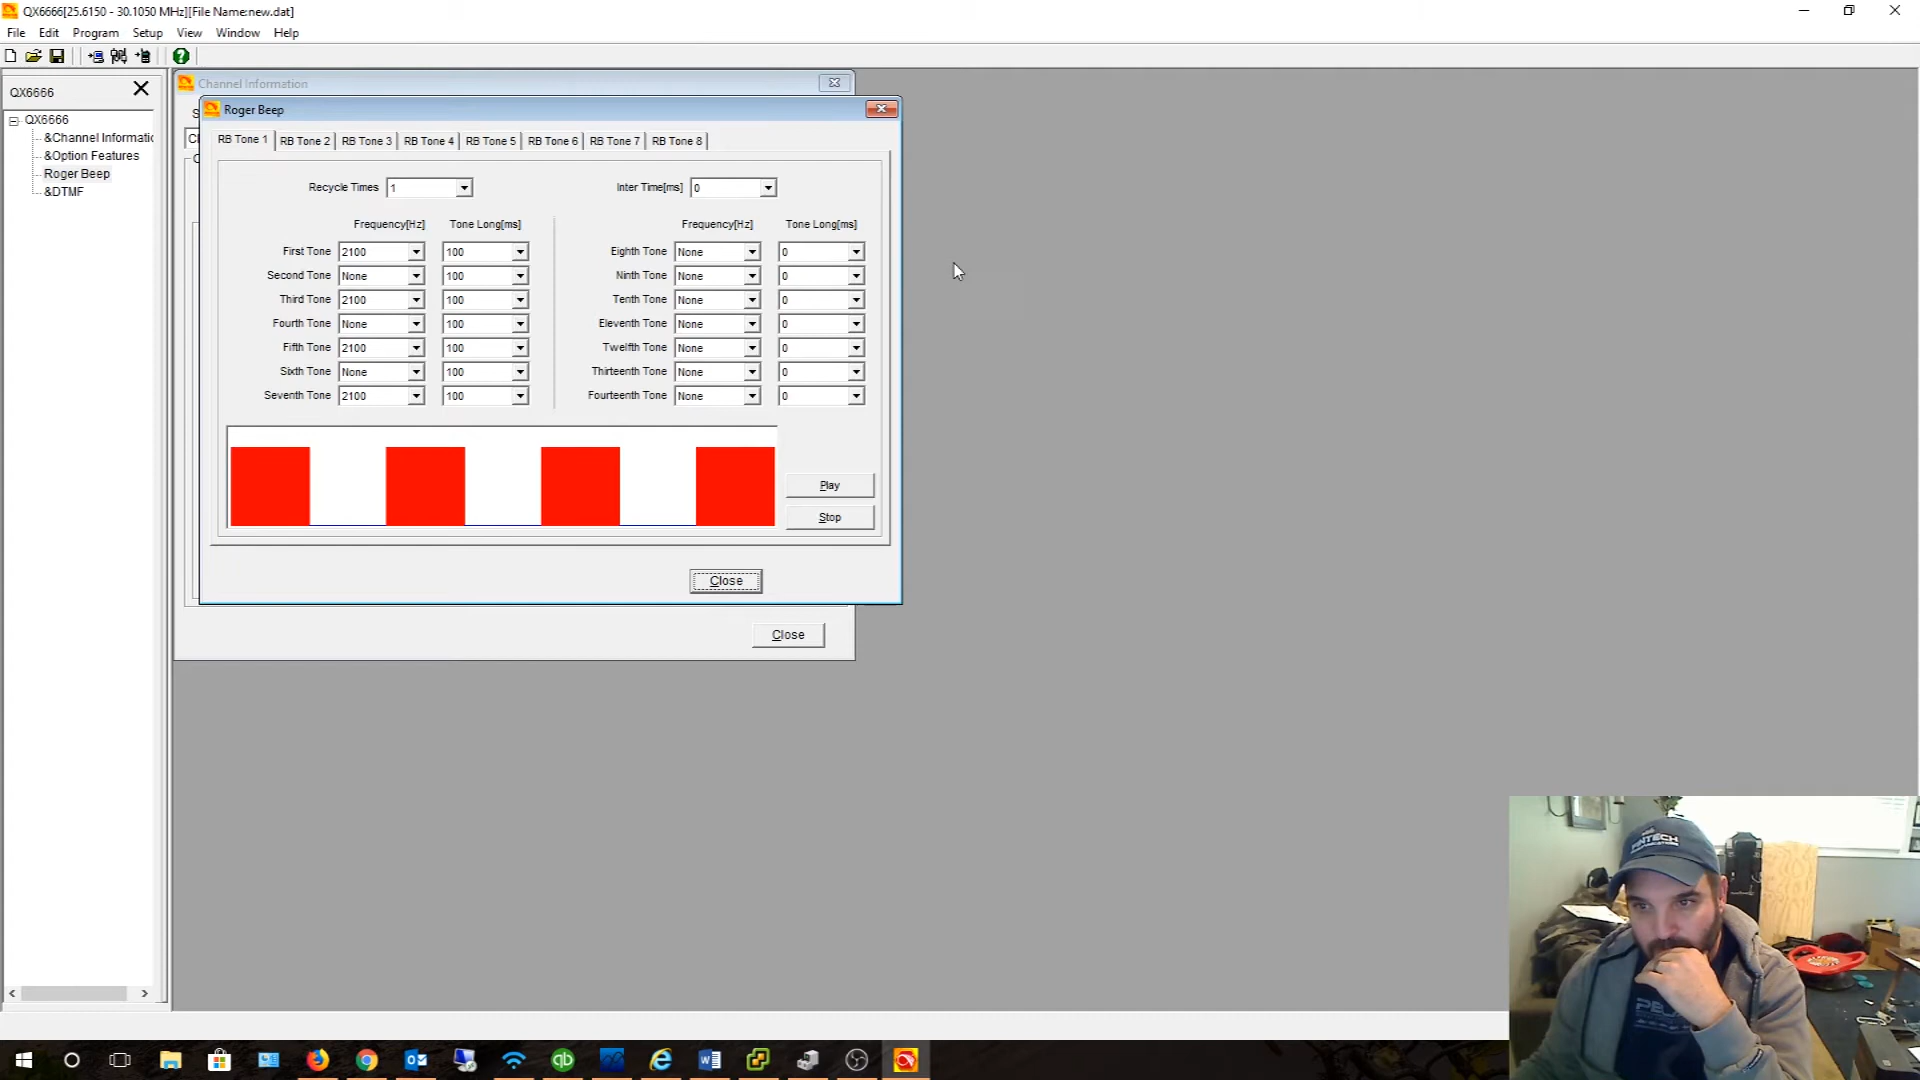 QX6666[25.6150 - 30.1050 MHz][File Name:new.dat]
File Edit Program Setup View Window Help
QX6666
QX6666
&Channel Informatio
&Option Features
Roger Beep
&DTMF
Channel Information
Roger Beep
RB Tone 1 RB Tone 2 RB Tone 3 RB Tone 4 RB Tone 5 RB Tone 6 RB Tone 7 RB Tone 8
Recycle Times 1 Inter Time[ms] 0
Frequency[Hz] Tone Long[ms] Frequency[Hz] Tone Long[ms]
First Tone 2100 100 Eighth Tone None 0
Second Tone None 100 Ninth Tone None 0
Third Tone 2100 100 Tenth Tone None 0
Fourth Tone None 100 Eleventh Tone None 0
Fifth Tone 2100 100 Twelfth Tone None 0
Sixth Tone None 100 Thirteenth Tone None 0
Seventh Tone 2100 100 Fourteenth Tone None 0
Play
Stop
Close
Close